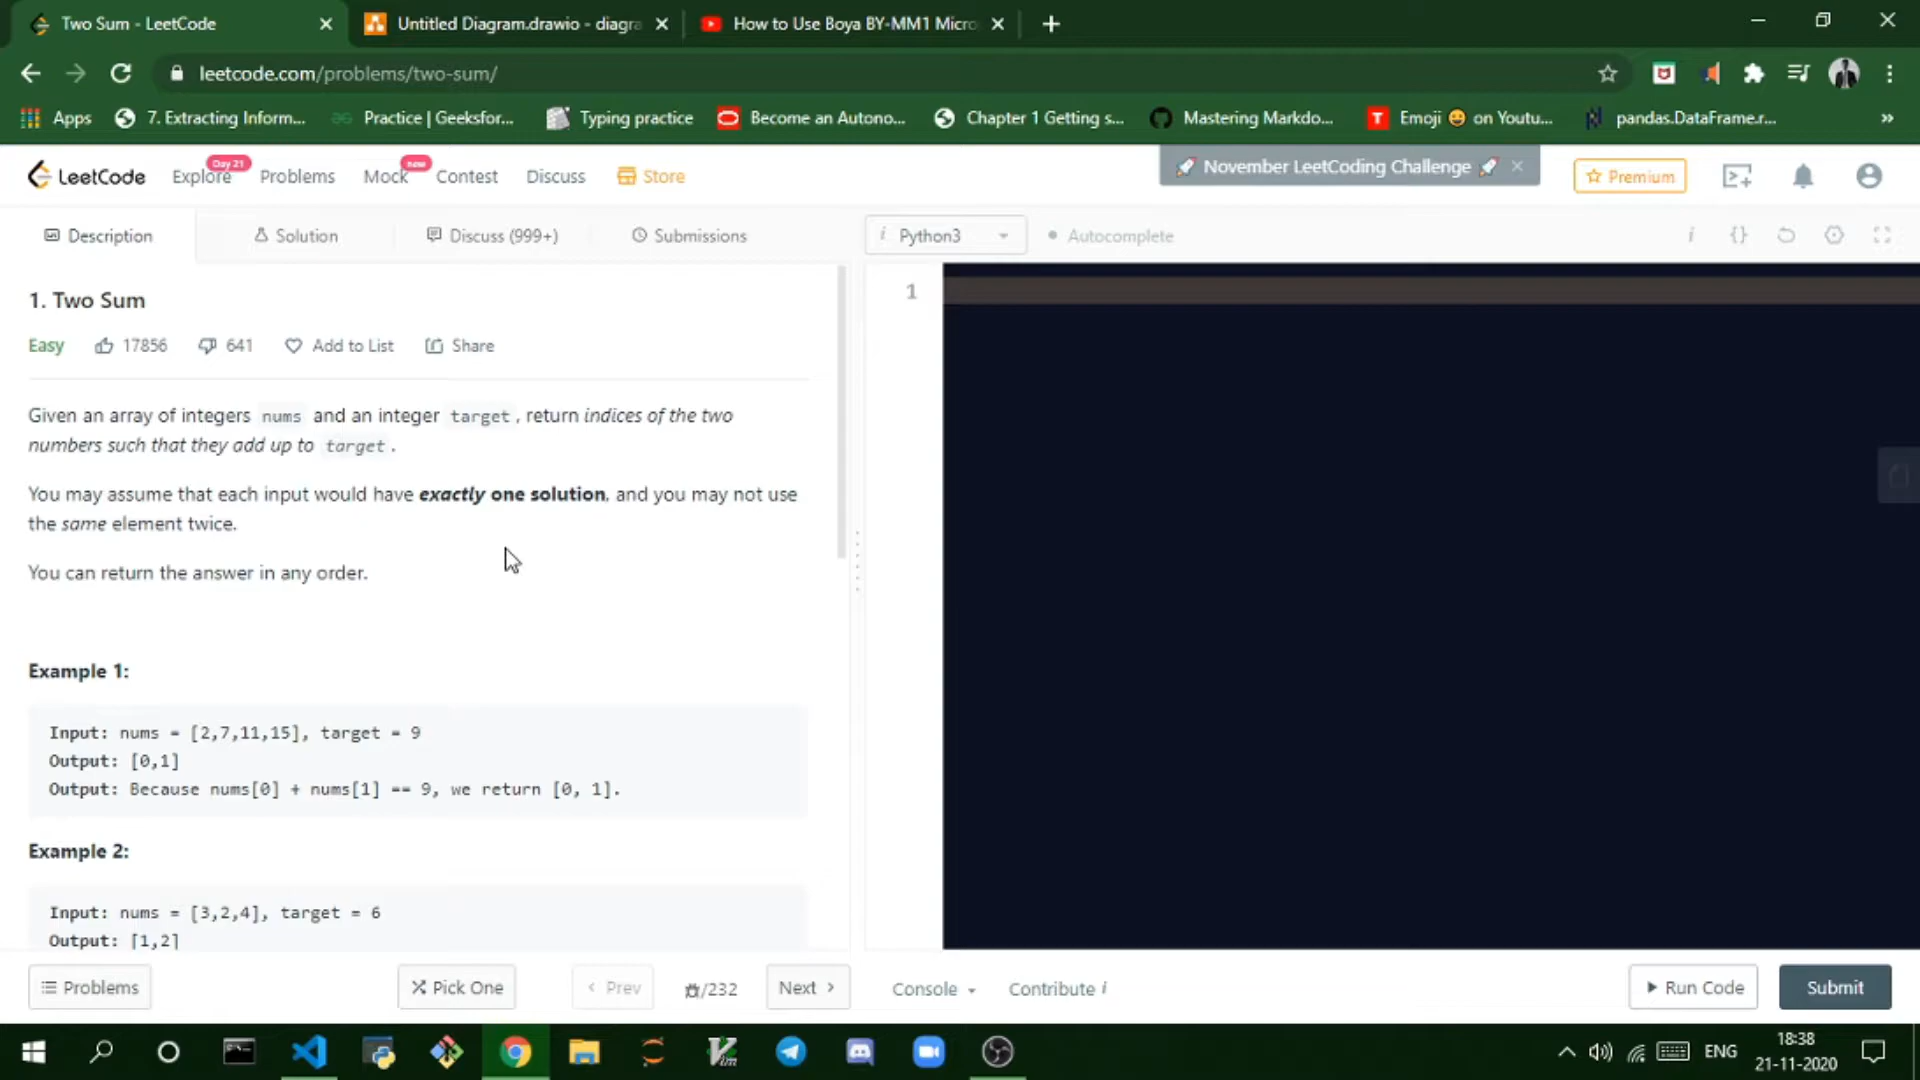 Two Sum - LeetCode
Untitled Diagram.drawio - diagra
How to Use Boya BY-MM1 Micro
leetcode.com/problems/two-sum/
Apps
7. Extracting Inform...
Practice | Geeksfor...
Typing practice
Become an Autono...
Chapter 1 Getting s...
Mastering Markdo...
Emoji 😀 on Youtu...
pandas.DataFrame.r...
»
LeetCode
Explore
Day 21
Problems
Mock
new
Contest
Discuss
Store
🚀 November LeetCoding Challenge 🚀
Premium
Description
Solution
Discuss (999+)
Submissions
i Python3
Autocomplete
i
{}
1. Two Sum
Easy
17856
641
Add to List
Share
Given an array of integers nums and an integer target, return indices of the two
numbers such that they add up to target.
You may assume that each input would have exactly one solution, and you may not use
the same element twice.
You can return the answer in any order.
Example 1:
Input: nums = [2,7,11,15], target = 9
Output: [0,1]
Output: Because nums[0] + nums[1] == 9, we return [0, 1].
Example 2:
Input: nums = [3,2,4], target = 6
Output: [1,2]
1
Problems
Pick One
Prev
/232
Next
Console
Contribute i
Run Code
Submit
ENG
18:38
21-11-2020